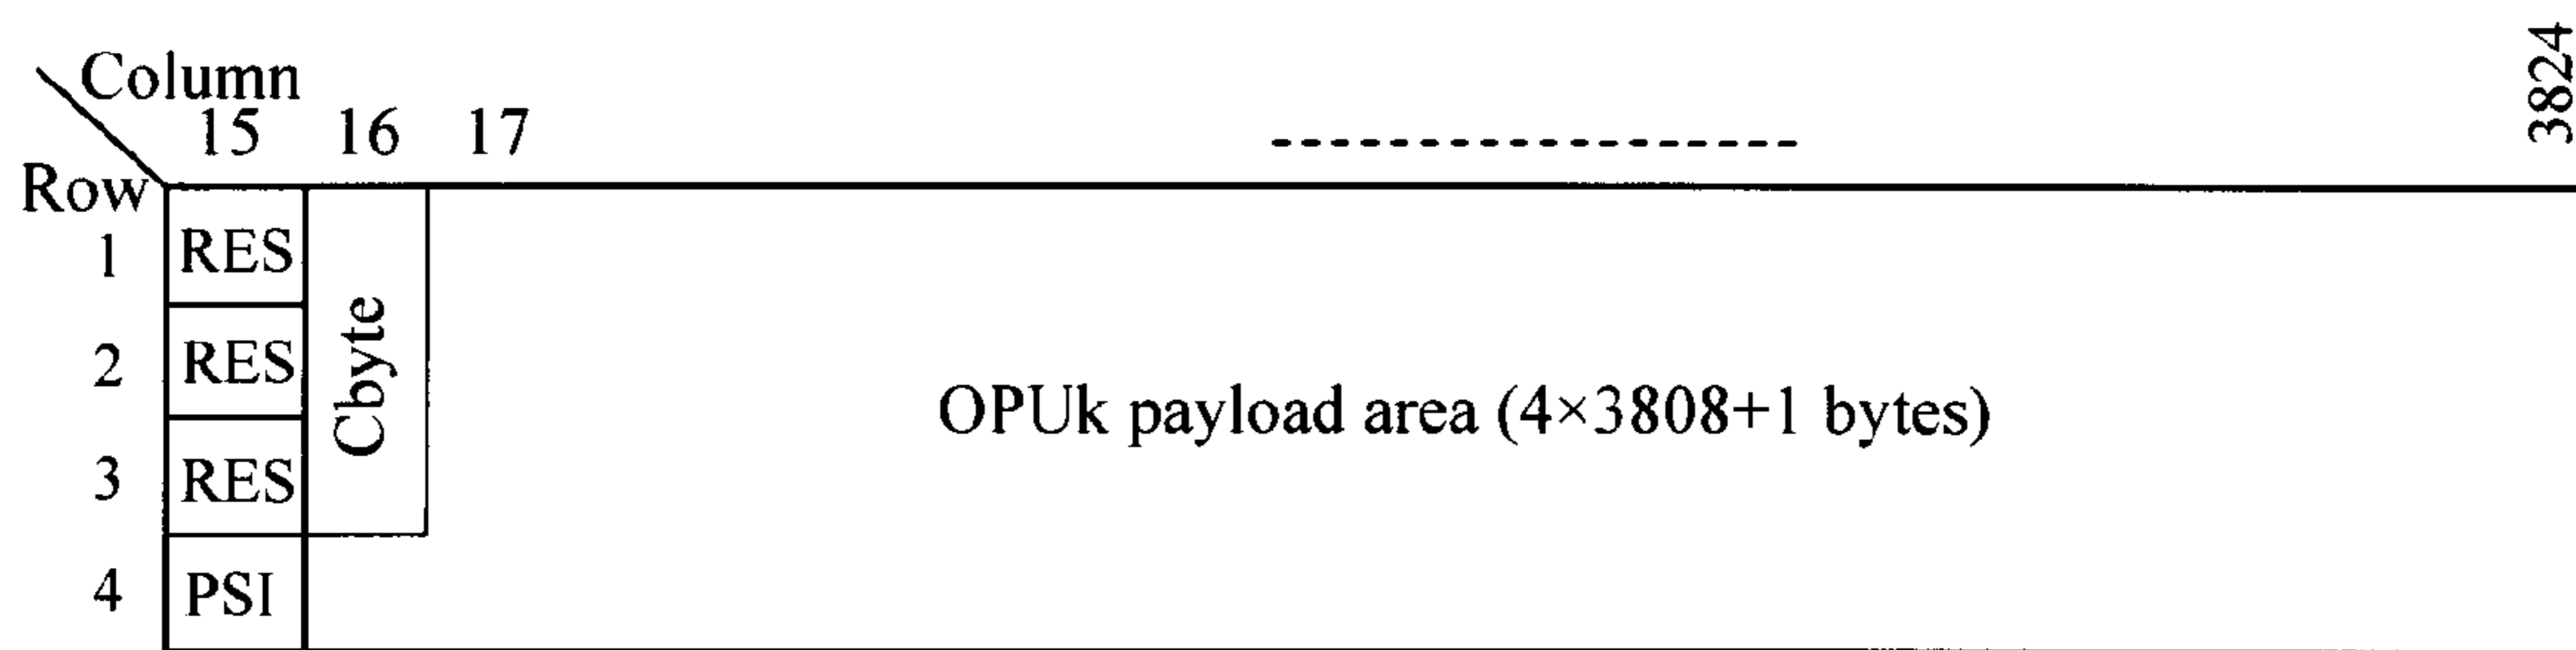 Column
15 16 17 3824
Row
1 RES
2 RES
3 RES
Cbyte
OPUk payload area (4×3808+1 bytes)
4 PSI